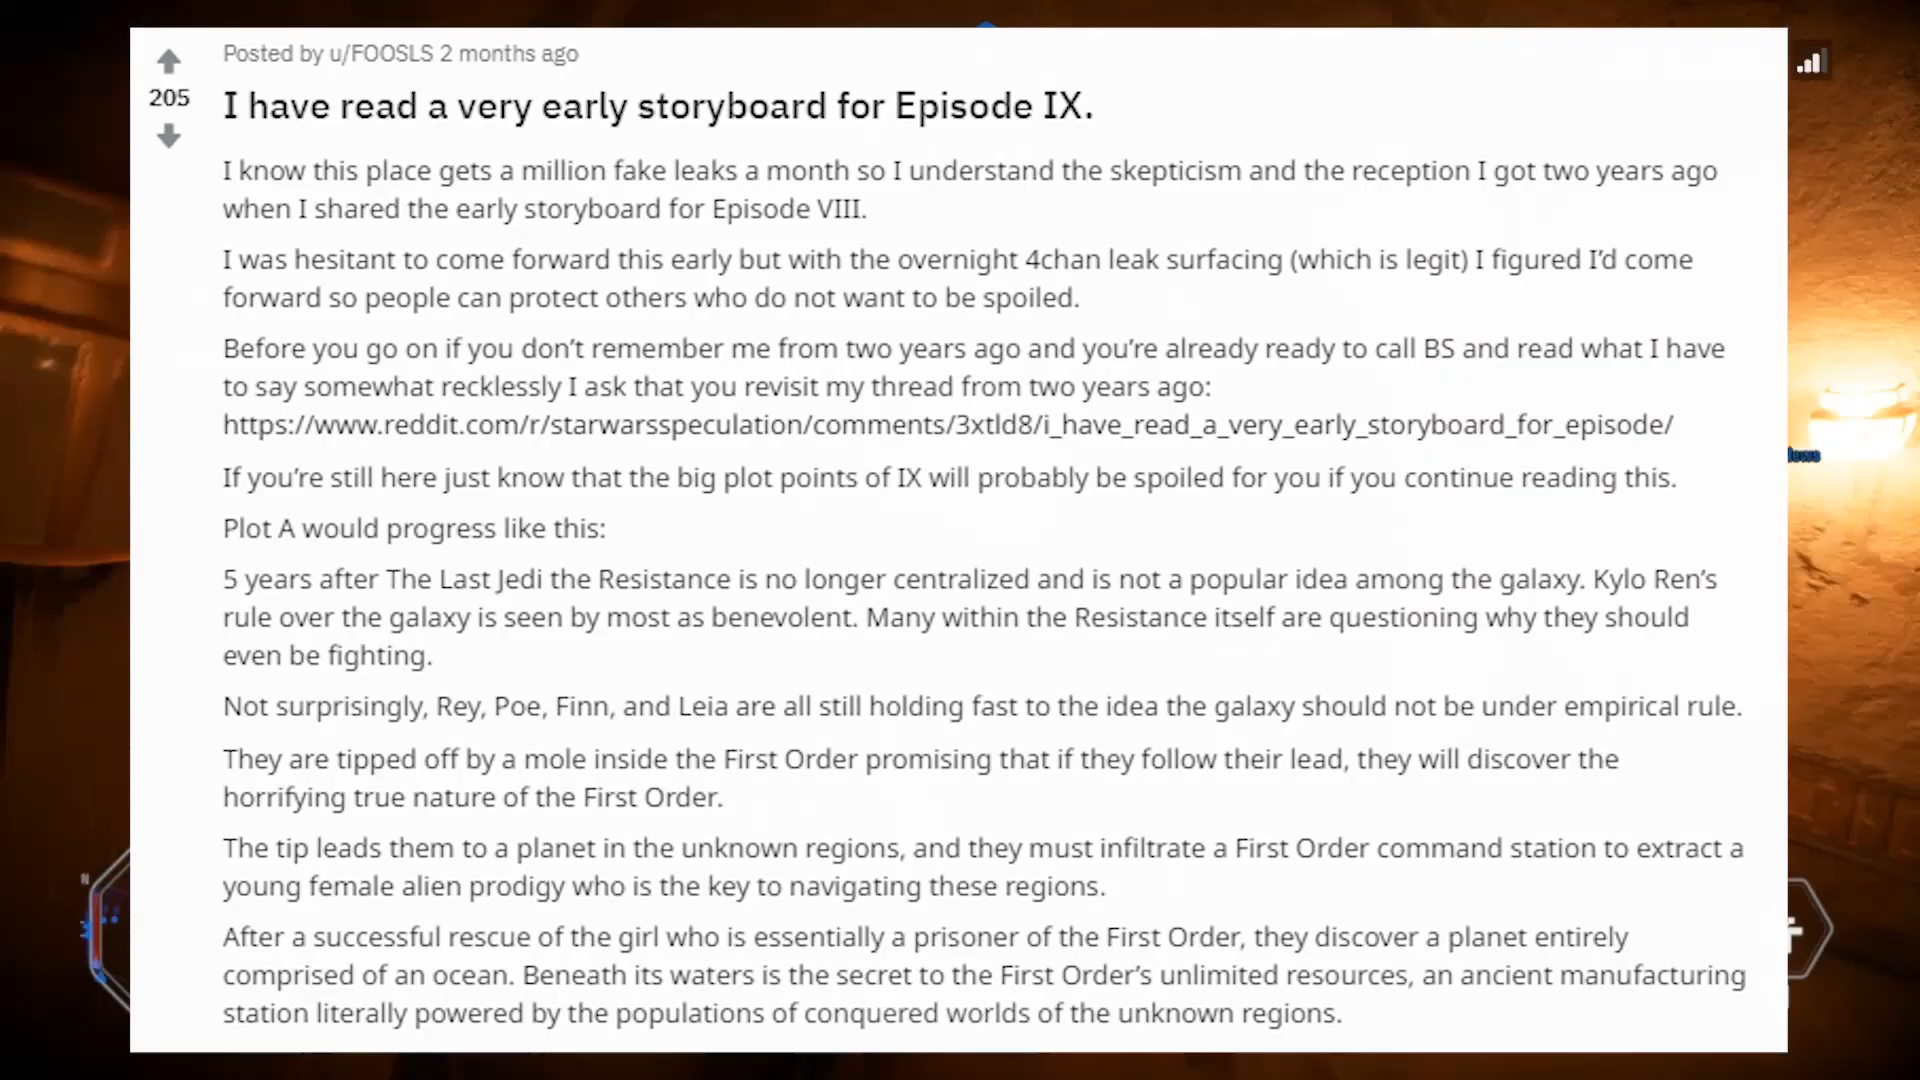 Posted by u/FOOSLS 2 months ago
205
I have read a very early storyboard for Episode IX.
I know this place gets a million fake leaks a month so I understand the skepticism and the reception I got two years ago
when I shared the early storyboard for Episode VIII.
I was hesitant to come forward this early but with the overnight 4chan leak surfacing (which is legit) I figured I’d come
forward so people can protect others who do not want to be spoiled.
Before you go on if you don’t remember me from two years ago and you’re already ready to call BS and read what I have
to say somewhat recklessly I ask that you revisit my thread from two years ago:
https://www.reddit.com/r/starwarsspeculation/comments/3xtld8/i_have_read_a_very_early_storyboard_for_episode/
If you’re still here just know that the big plot points of IX will probably be spoiled for you if you continue reading this.
Plot A would progress like this:
5 years after The Last Jedi the Resistance is no longer centralized and is not a popular idea among the galaxy. Kylo Ren’s
rule over the galaxy is seen by most as benevolent. Many within the Resistance itself are questioning why they should
even be fighting.
Not surprisingly, Rey, Poe, Finn, and Leia are all still holding fast to the idea the galaxy should not be under empirical rule.
They are tipped off by a mole inside the First Order promising that if they follow their lead, they will discover the
horrifying true nature of the First Order.
The tip leads them to a planet in the unknown regions, and they must infiltrate a First Order command station to extract a
young female alien prodigy who is the key to navigating these regions.
After a successful rescue of the girl who is essentially a prisoner of the First Order, they discover a planet entirely
comprised of an ocean. Beneath its waters is the secret to the First Order’s unlimited resources, an ancient manufacturing
station literally powered by the populations of conquered worlds of the unknown regions.
N